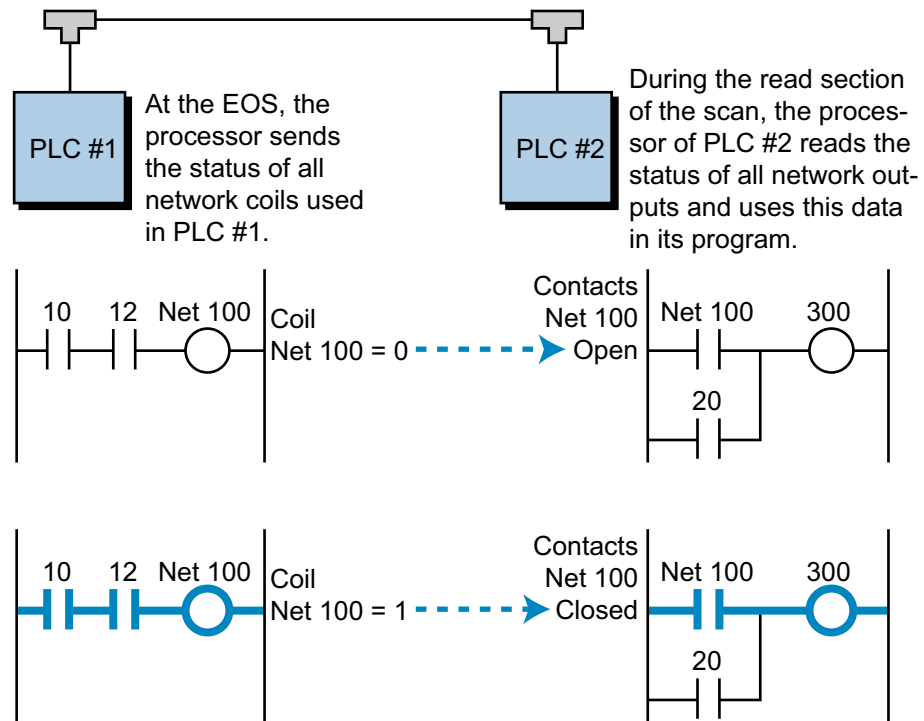 PLC #1
At the EOS, the
processor sends
the status of all
network coils used
in PLC #1.
PLC #2
During the read section
of the scan, the proces-
sor of PLC #2 reads the
status of all network out-
puts and uses this data
in its program.
10 12 Net 100
Coil
Net 100 = 0
Contacts
Net 100
Open
Net 100 300
20
10 12 Net 100
Coil
Net 100 = 1
Contacts
Net 100
Closed
Net 100 300
20